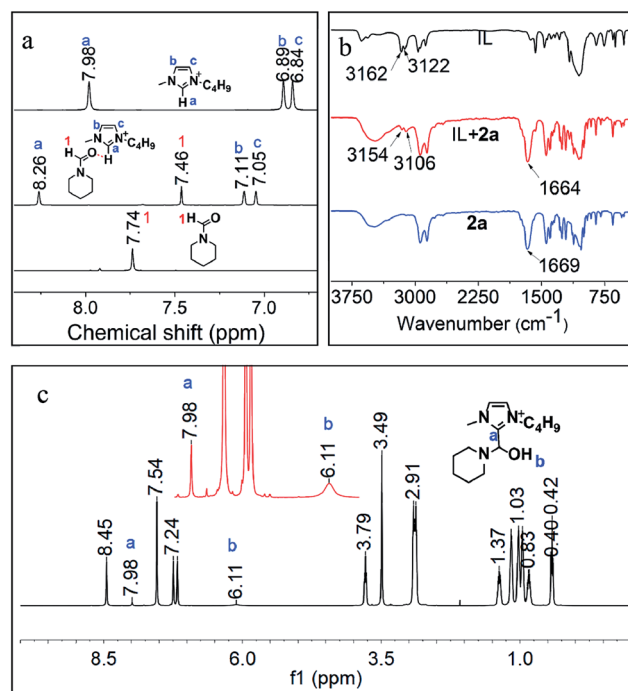 a
a
7.98
b
c
C4H9
N
N+
H
a
b
c
6.89
6.84
a
8.26
1
H
O
N
b
c
N
N+
C4H9
a
H
1
7.46
b
7.11
c
7.05
7.74
1
1
H
O
N
8.0
7.5
7.0
Chemical shift (ppm)
b
IL
3162
3122
IL+2a
3154
3106
1664
2a
1669
3750
3000
2250
1500
750
Wavenumber (cm-1)
c
8.45
a
7.98
7.54
7.24
a
7.98
b
6.11
b
6.11
3.79
3.49
2.91
N
N+
C4H9
a
N
OH
b
1.37
1.03
0.83
0.40
0.42
8.5
6.0
3.5
1.0
f1 (ppm)